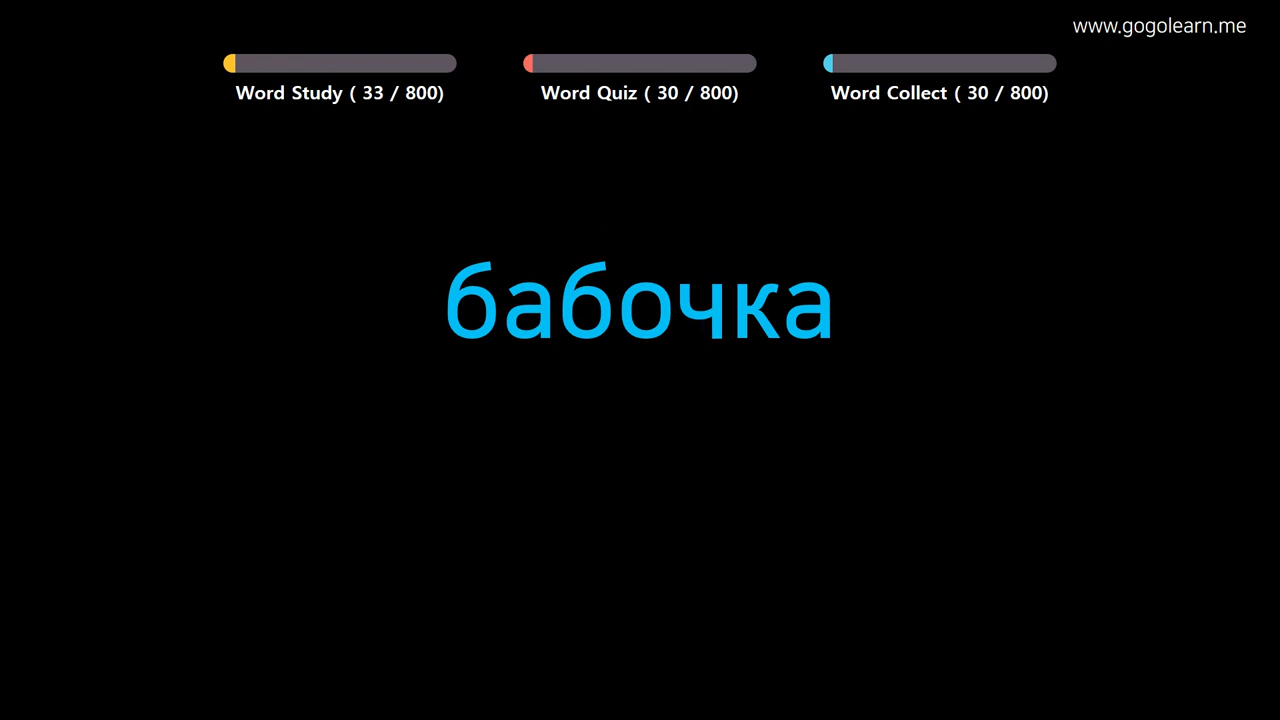 www.gogolearn.me
Word Study ( 33 / 800)
Word Quiz ( 30 / 800)
Word Collect ( 30 / 800)
бабочка